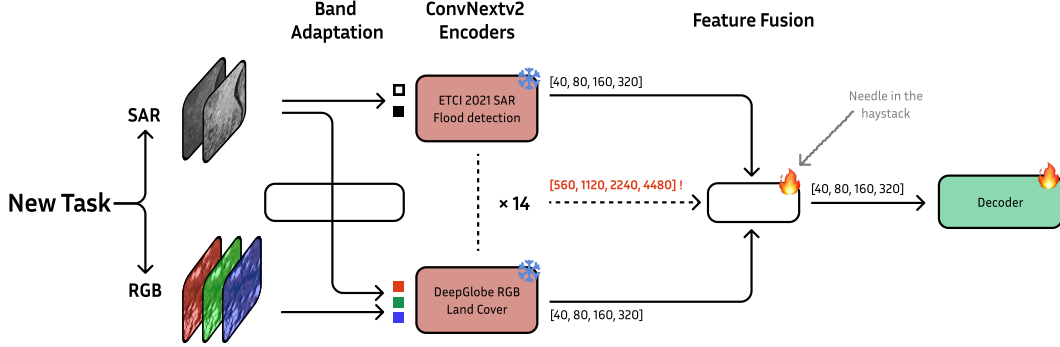 Band
Adaptation
ConvNextv2
Encoders
Feature Fusion
[40, 80, 160, 320]
ETCI 2021 SAR
Flood detection
Needle in the
haystack
SAR
[560, 1120, 2240, 4480] !
× 14
[40, 80, 160, 320]
New Task
Decoder
RGB
DeepGlobe RGB
Land Cover
[40, 80, 160, 320]